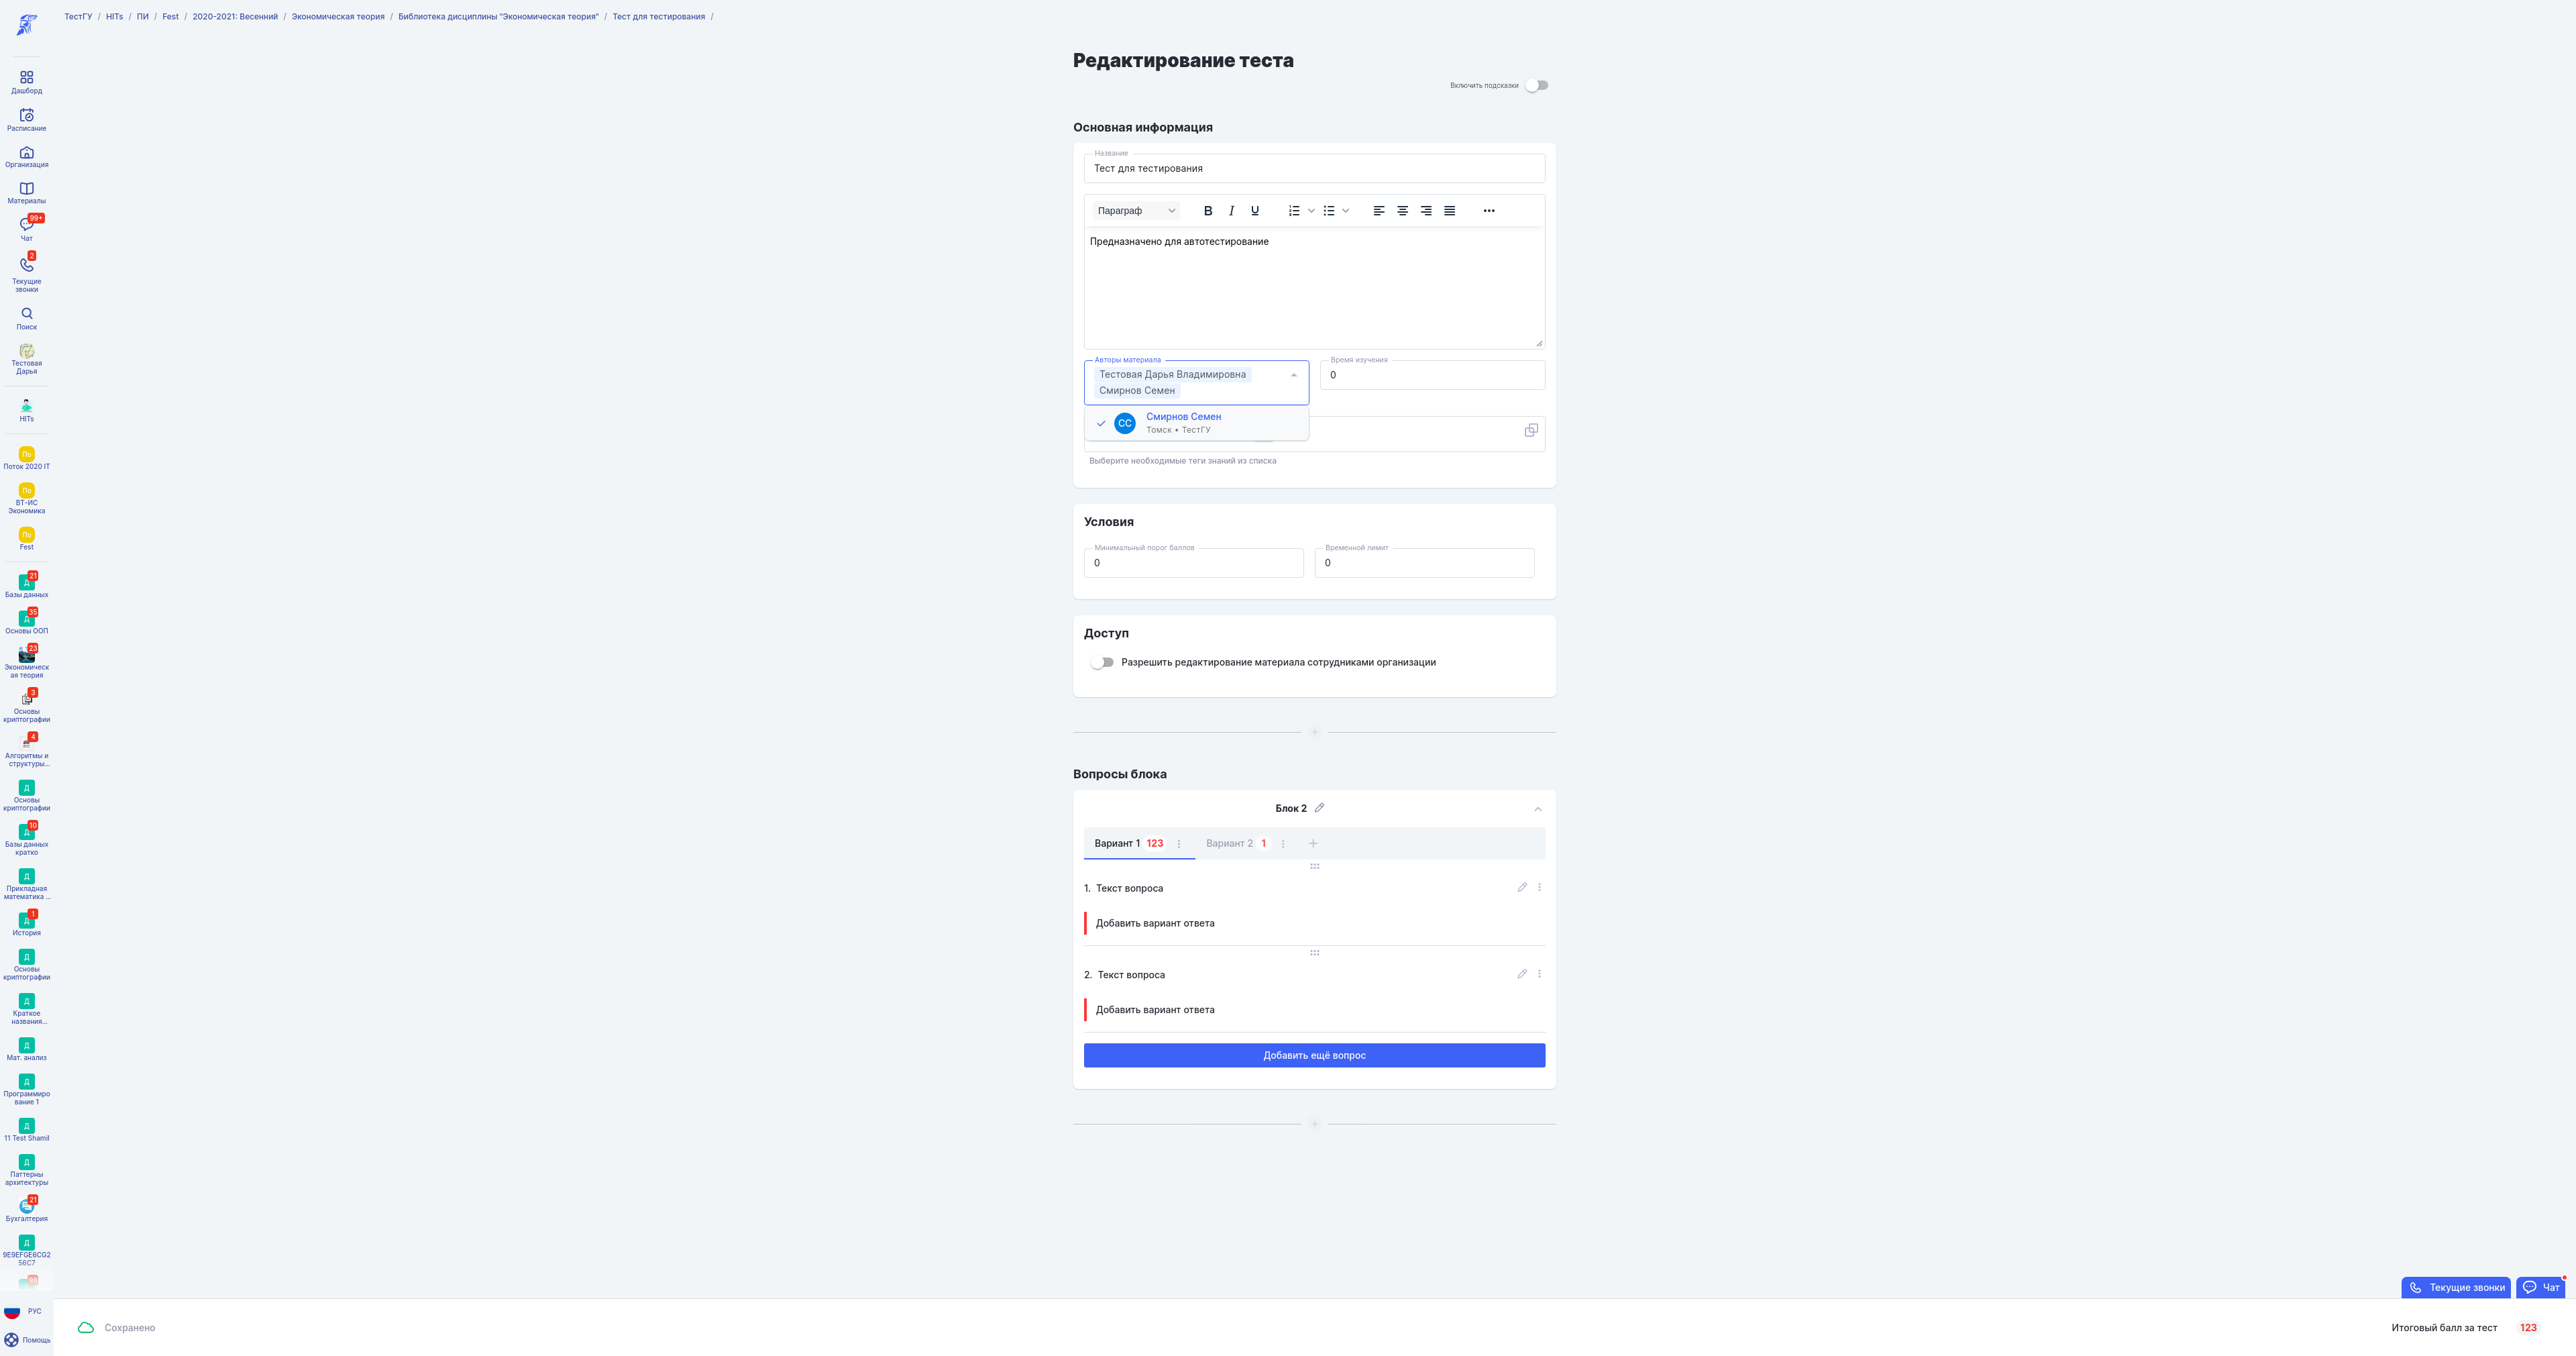 ТестГУ / HITs / ПИ / Fest / 2020-2021: Весенний / Экономическая теория / Библиотека дисциплины "Экономическая теория" / Тест для тестирования /
Дашборд
Расписание
Организация
Материалы
99+
Чат
2
Текущие
звонки
Поиск
Тестовая
Дарья
HITs
По
Поток 2020 IT
По
ВТ-ИС
Экономика
По
Fest
21
Д
Базы данных
35
Д
Основы ООП
23
Экономическ
ая теория
3
Основы
криптографии
4
Алгоритмы и
структуры...
Д
Основы
криптографии
10
Д
Базы данных
кратко
Д
Прикладная
математика ...
1
Д
История
Д
Основы
криптографии
Д
Краткое
названия...
Д
Мат. анализ
Д
Программиро
вание 1
Д
11 Test Shamil
Д
Паттерны
архитектуры
21
Бухгалтерия
Д
9E9EFGE6CG2
56C7
РУС
Помощь
Редактирование теста
Включить подсказки
Основная информация
Название
Тест для тестирования
Параграф
B I U
Предназначено для автотестирование
Авторы материала
Тестовая Дарья Владимировна
Смирнов Семен
Время изучения
0
СС
Смирнов Семен
Томск • ТестГУ
Выберите необходимые теги знаний из списка
Условия
Минимальный порог баллов
0
Временной лимит
0
Доступ
Разрешить редактирование материала сотрудниками организации
Вопросы блока
Блок 2
Вариант 1 123
Вариант 2 1
1. Текст вопроса
Добавить вариант ответа
2. Текст вопроса
Добавить вариант ответа
Добавить ещё вопрос
Текущие звонки
Чат
Сохранено
Итоговый балл за тест 123